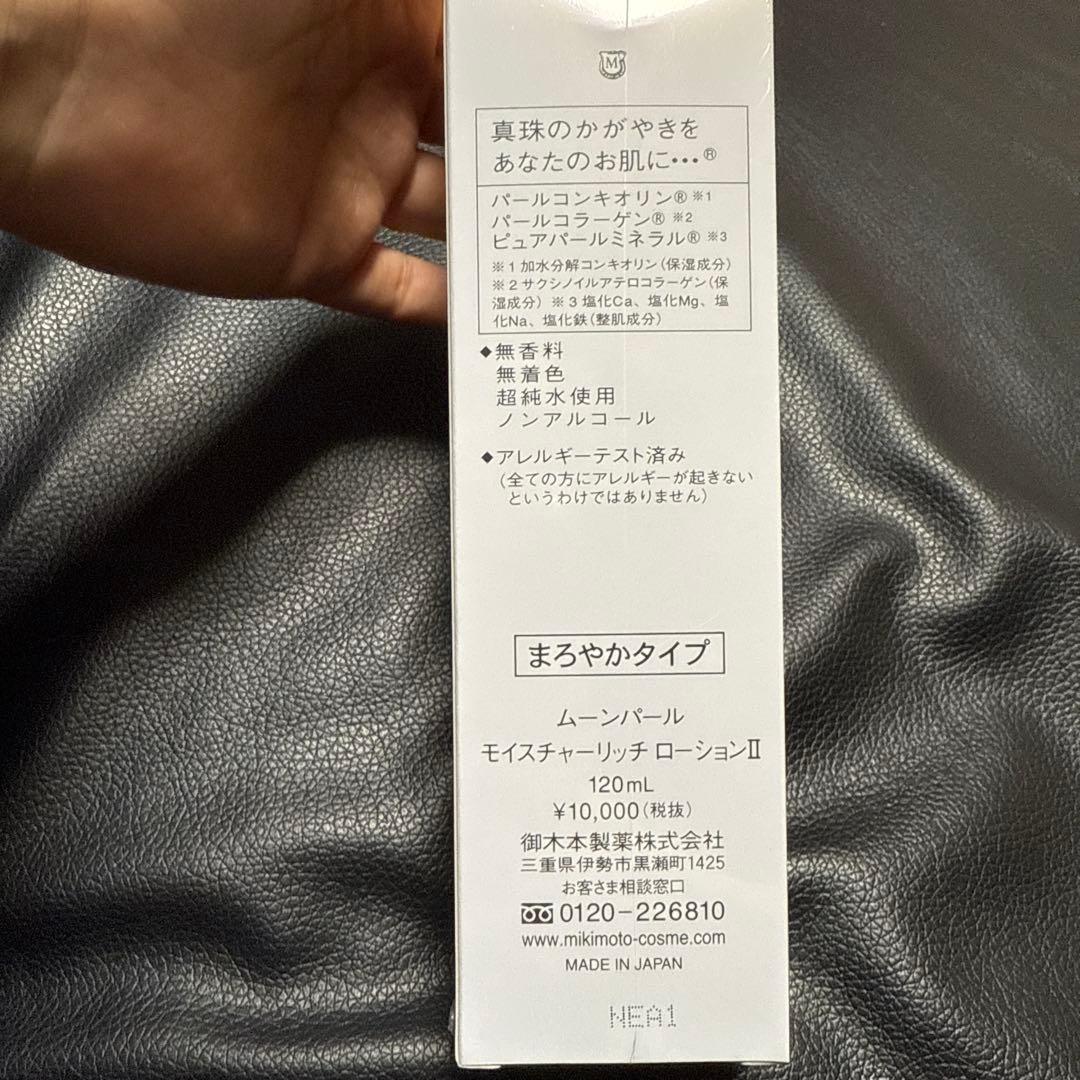 M
真珠のかがやきを
あなたのお肌に…®
パールコンキオリン® ※1
パールコラーゲン® ※2
ピュアパールミネラル® ※3
※1 加水分解コンキオリン(保湿成分)
※2 サクシノイルアテロコラーゲン(保
湿成分) ※3 塩化Ca、塩化Mg、塩
化Na、塩化鉄(整肌成分)
◆無香料
無着色
超純水使用
ノンアルコール
◆アレルギーテスト済み
(全ての方にアレルギーが起きない
というわけではありません)
まろやかタイプ
ムーンパール
モイスチャーリッチ ローションⅡ
120mL
¥10,000(税抜)
御木本製薬株式会社
三重県伊勢市黒瀬町1425
お客さま相談窓口
0120-226810
www.mikimoto-cosme.com
MADE IN JAPAN
NEA1